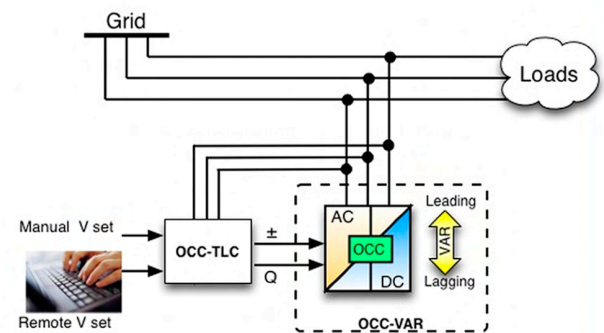 Grid
Loads
Manual V set
Remote V set
OCC-TLC
±
Q
AC
OCC
DC
Leading
VAR
Lagging
OCC-VAR